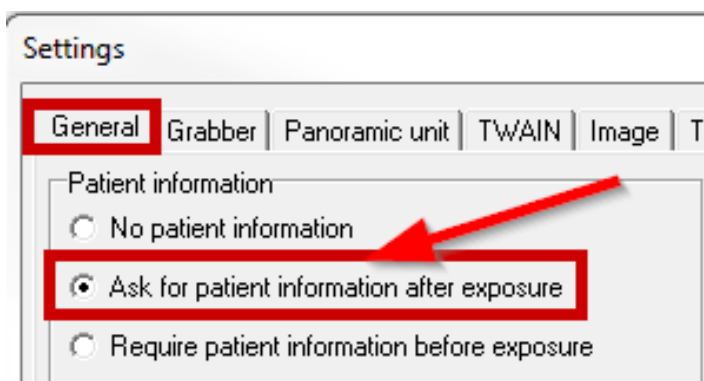 Settings
General Grabber Panoramic unit TWAIN Image T
Patient information
No patient information
Ask for patient information after exposure
Require patient information before exposure